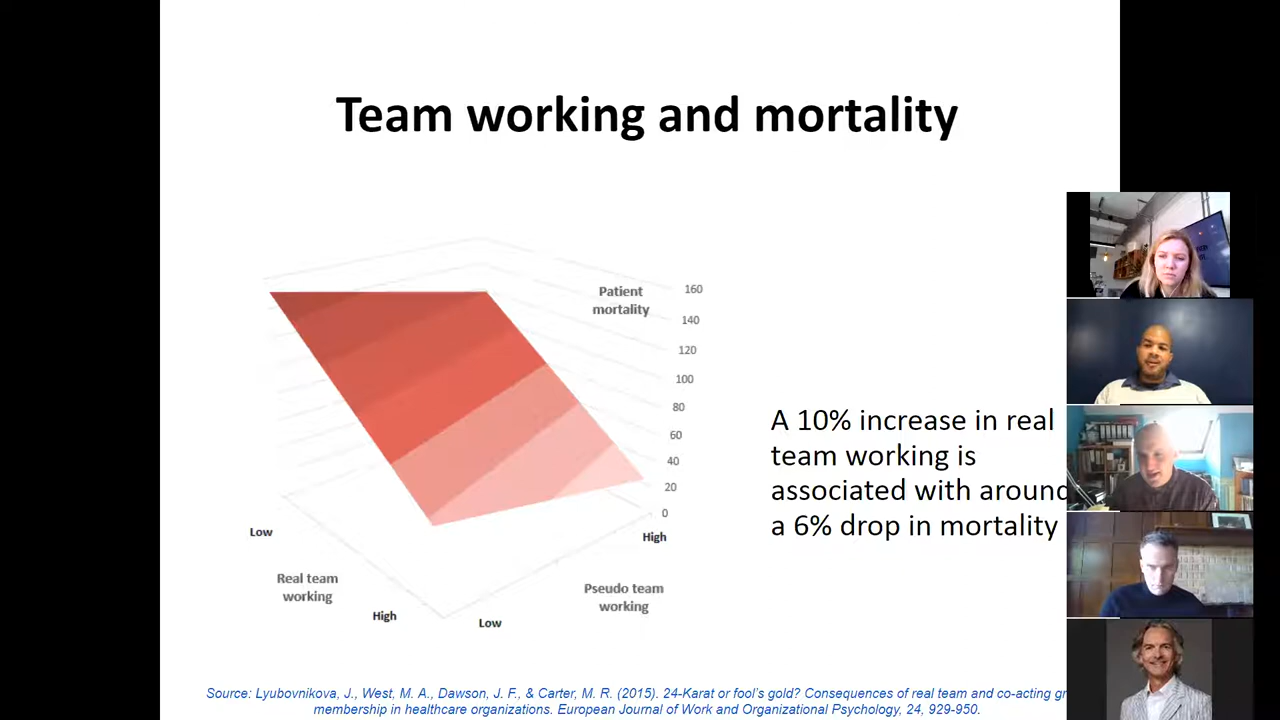 Team working and mortality
Patient
mortality
160
140
120
100
80
60
40
20
0
Low
High
Real team
working
High
Low
Pseudo team
working
A 10% increase in real
team working is
associated with around
a 6% drop in mortality
Source: Lyubovnikova, J., West, M. A., Dawson, J. F., & Carter, M. R. (2015). 24-Karat or fool's gold? Consequences of real team and co-acting gr
membership in healthcare organizations. European Journal of Work and Organizational Psychology, 24, 929-950.